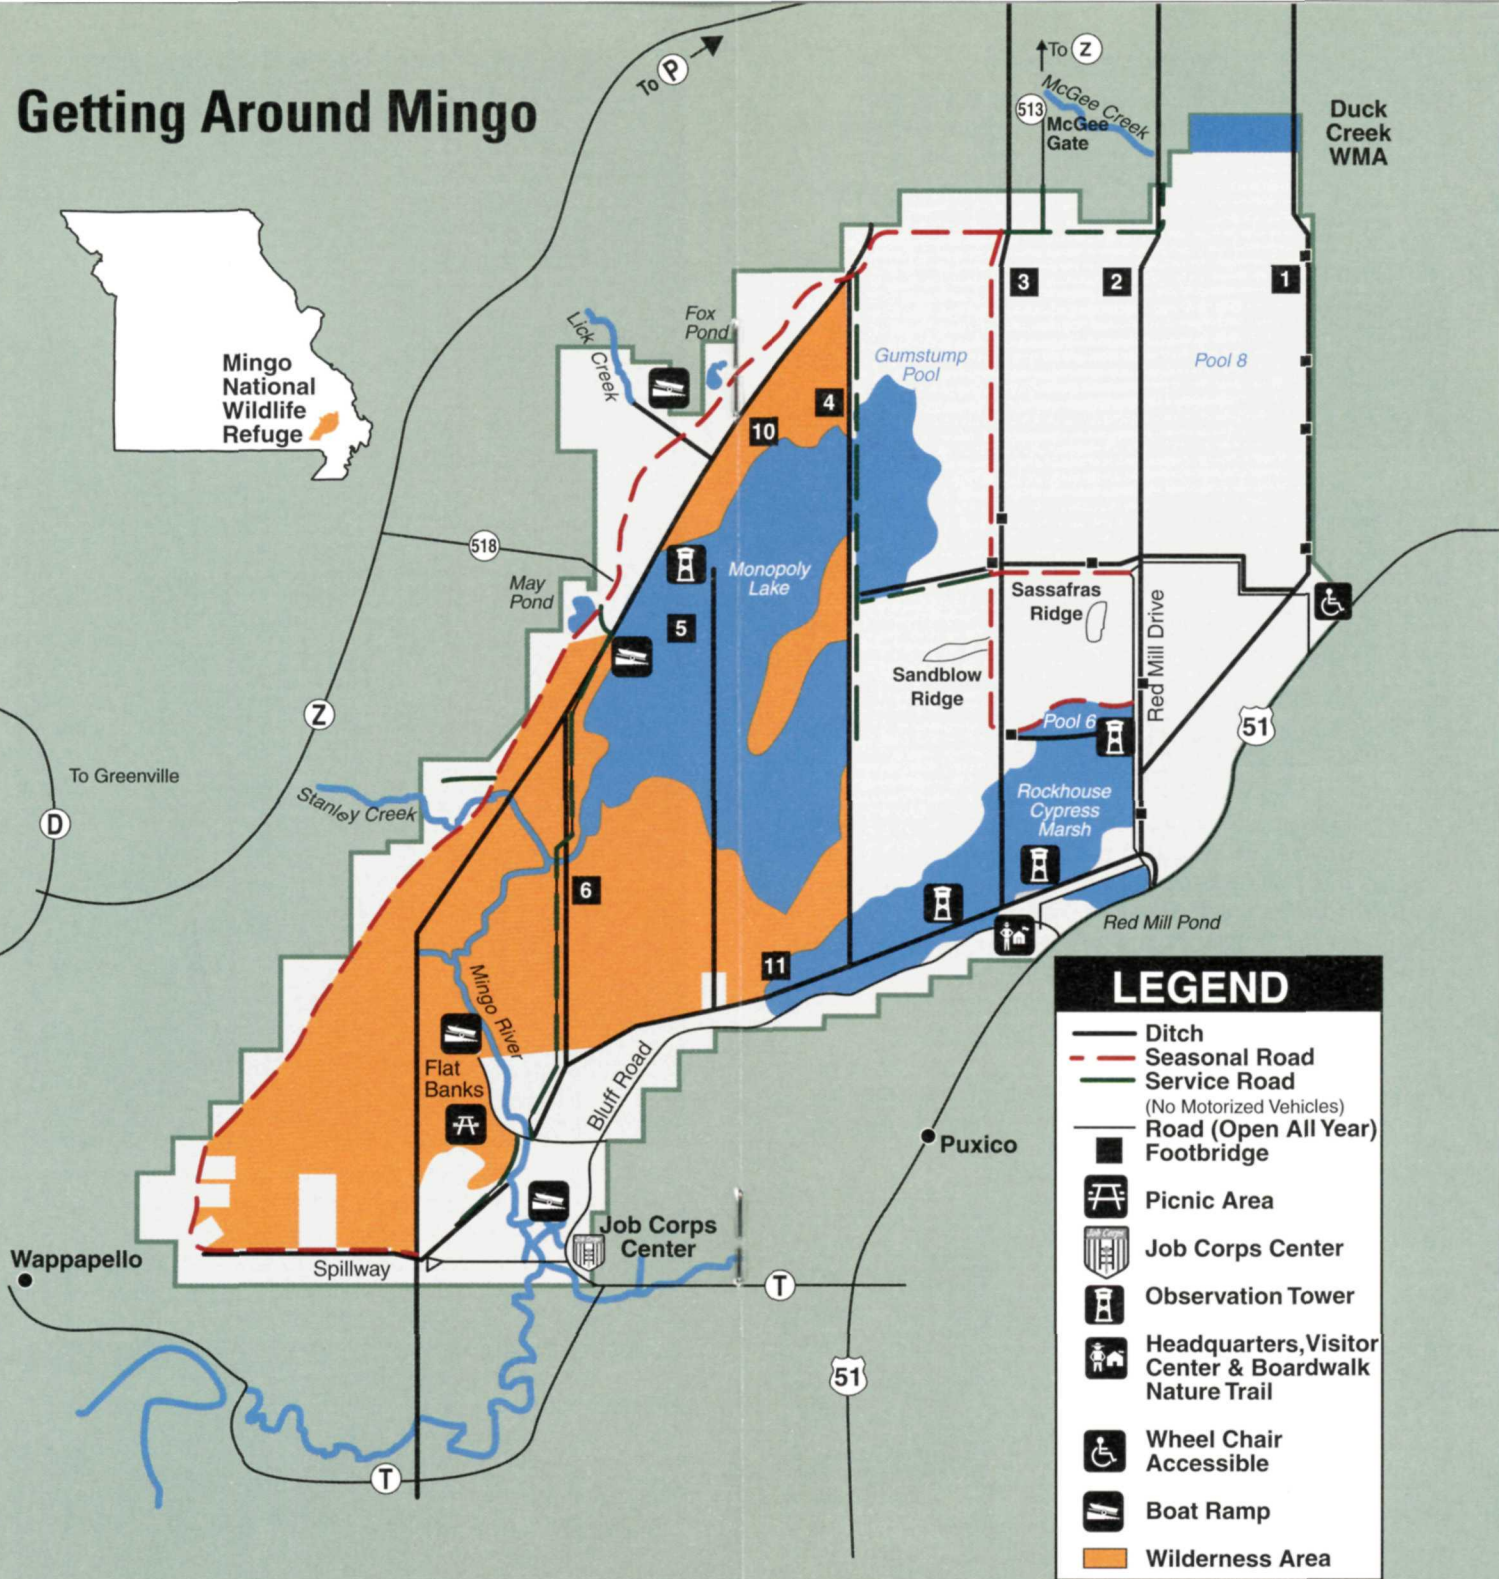 Getting Around Mingo
To P
To Z
McGee Creek
513
McGee
Gate
Duck
Creek
WMA
Mingo
National
Wildlife
Refuge
Lick Creek
Fox
Pond
3
2
1
Gumstump
Pool
Pool 8
4
10
518
May
Pond
Monopoly
Lake
5
Sassafras
Ridge
Sandblow
Ridge
Red Mill Drive
Pool 6
51
Z
To Greenville
D
Stanley Creek
Rockhouse
Cypress
Marsh
6
Red Mill Pond
11
Mingo River
Flat
Banks
Bluff Road
Puxico
Job Corps
Center
Wappapello
Spillway
T
51
T
LEGEND
Ditch
Seasonal Road
Service Road
(No Motorized Vehicles)
Road (Open All Year)
Footbridge
Picnic Area
Job Corps
Job Corps Center
Observation Tower
Headquarters,Visitor
Center & Boardwalk
Nature Trail
Wheel Chair
Accessible
Boat Ramp
Wilderness Area